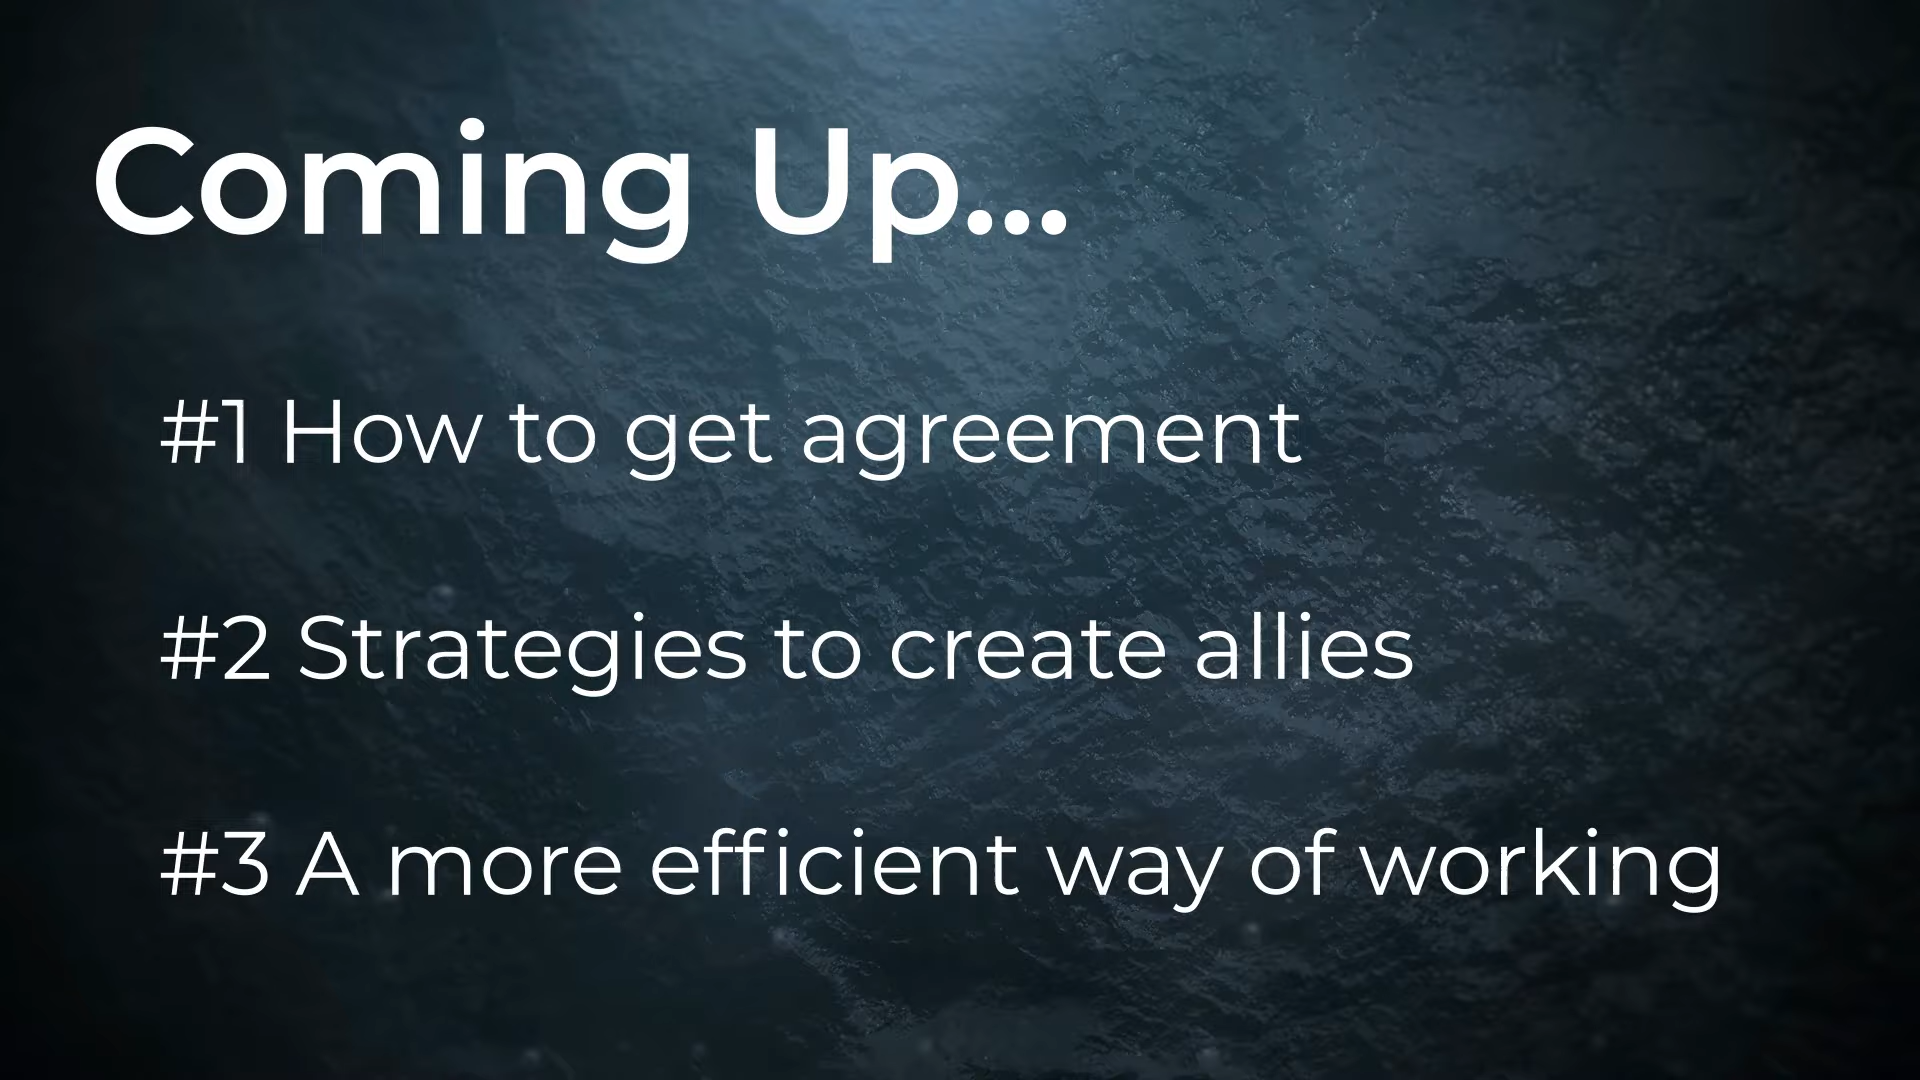 Coming Up...
#1 How to get agreement
#2 Strategies to create allies
#3 A more efficient way of working